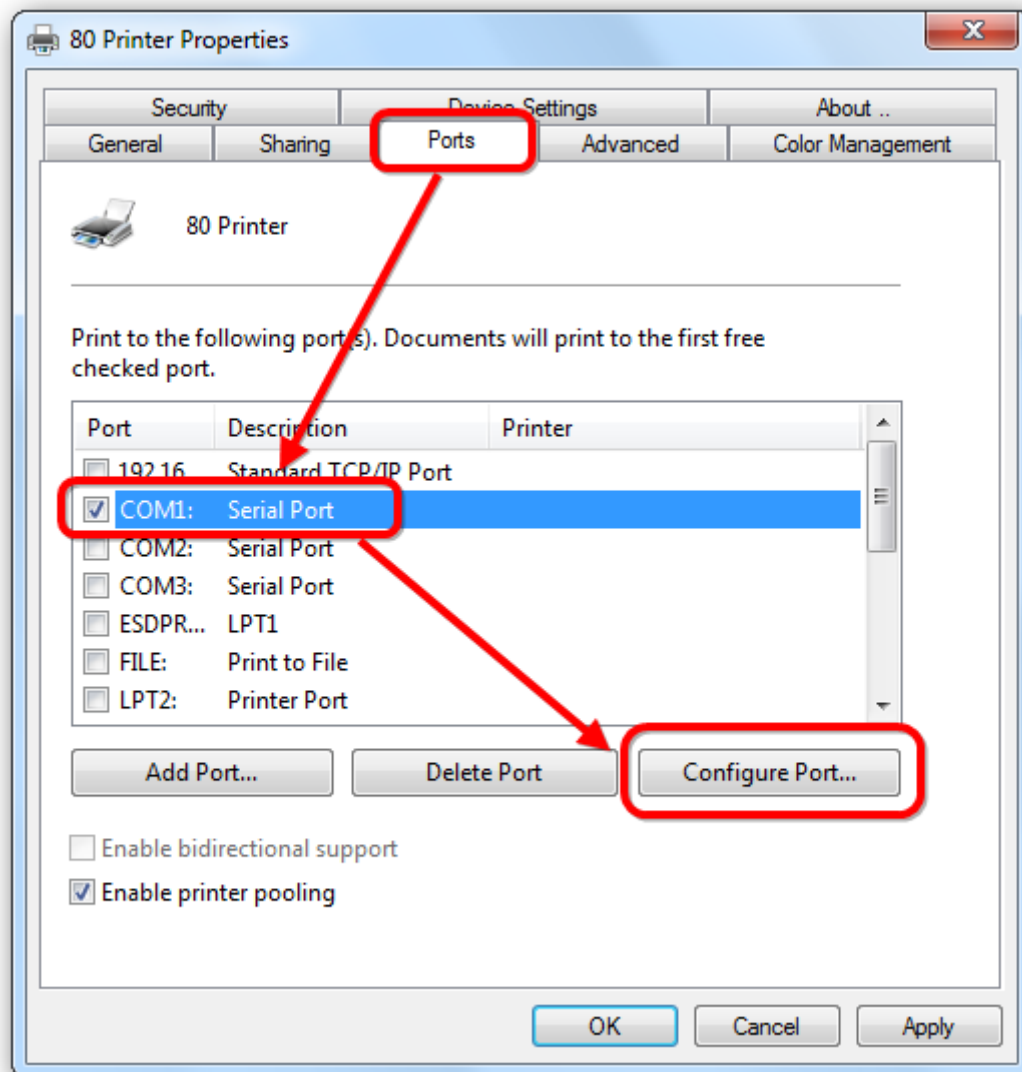 80 Printer Properties
Security Device Settings About ..
General Sharing Ports Advanced Color Management
80 Printer
Print to the following port(s). Documents will print to the first free
checked port.
Port Description Printer
192.16... Standard TCP/IP Port
COM1: Serial Port
COM2: Serial Port
COM3: Serial Port
ESDPR... LPT1
FILE: Print to File
LPT2: Printer Port
Add Port... Delete Port Configure Port...
Enable bidirectional support
Enable printer pooling
OK Cancel Apply